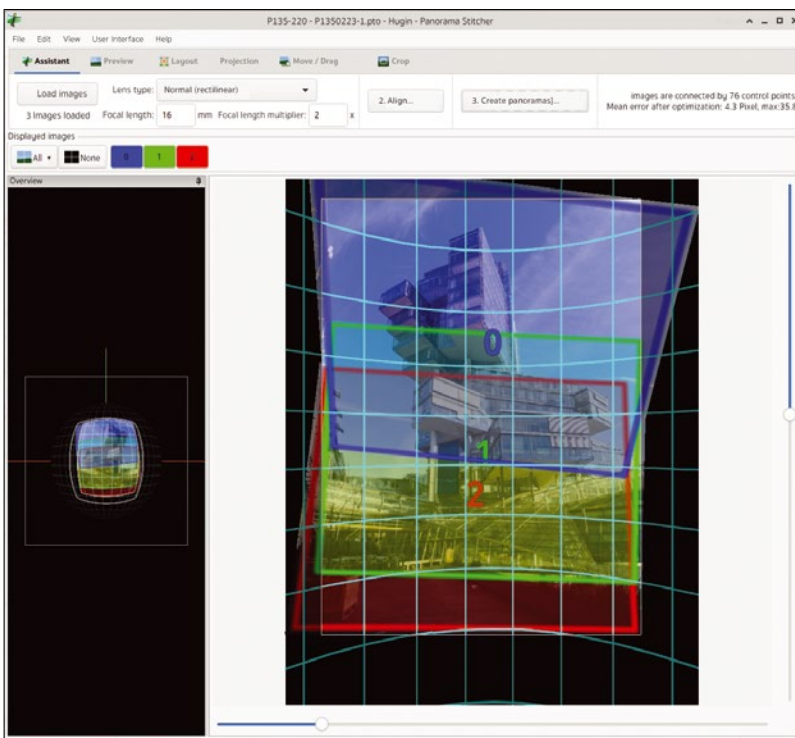 P135-220 - P1350223-1.pto - Hugin - Panorama Stitcher
File Edit View User Interface Help
Assistant Preview Layout Projection Move / Drag Crop
Load images Lens type: Normal (rectilinear) 2. Align... 3. Create panoramas|... images are connected by 76 control points
3 Images loaded Focal length: 16 mm Focal length multiplier: 2 x Mean error after optimization: 4.3 Pixel, max:35.8
Displayed images
All None 0 1 2
Overview
0
1
2